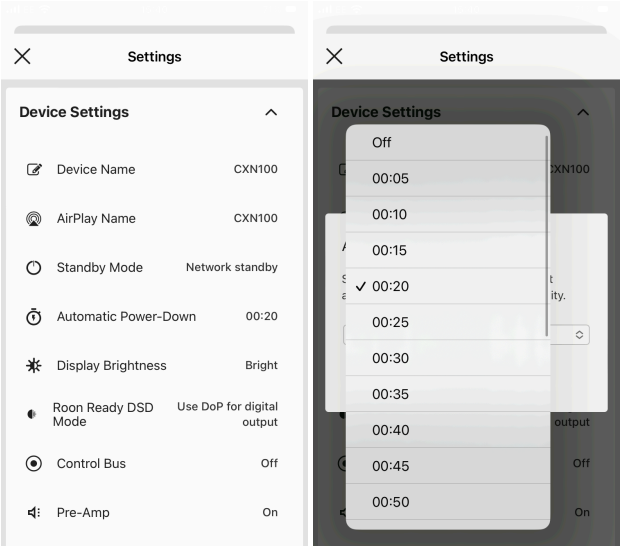 Settings
Device Settings
Device Name CXN100
AirPlay Name CXN100
Standby Mode Network standby
Automatic Power-Down 00:20
Display Brightness Bright
Roon Ready DSD Use DoP for digital
Mode output
Control Bus Off
Pre-Amp On
Settings
Device Settings
CXN100
Off
00:05
00:10
00:15
00:20
00:25
00:30
00:35
00:40
00:45
00:50
ity.
output
Off
On